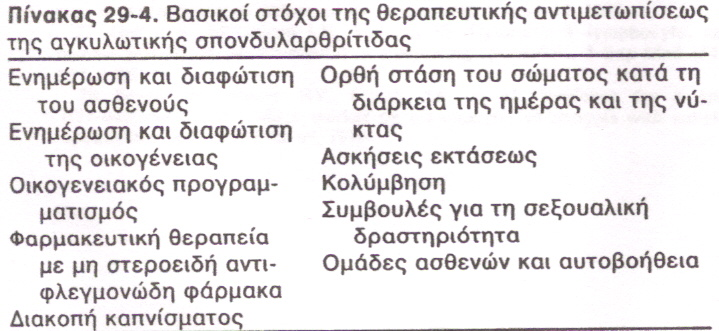 Πίνακας 29-4. Βασικοί στόχοι της θεραπευτικής αντιμετωπίσεως
της αγκυλωτικής σπονδυλαρθρίτιδας
Ενημέρωση και διαφώτιση
του ασθενούς
Ενημέρωση και διαφώτιση
της οικογένειας
Οικογενειακός προγραμ-
ματισμός
Φαρμακευτική θεραπεία
με μη στεροειδή αντι-
φλεγμονώδη φάρμακα
Διακοπή καπνίσματος
Ορθή στάση του σώματος κατά τη
διάρκεια της ημέρας και της νύ-
κτας
Ασκήσεις εκτάσεως
Κολύμβηση
Συμβουλές για τη σεξουαλική
δραστηριότητα
Ομάδες ασθενών και αυτοβοήθεια